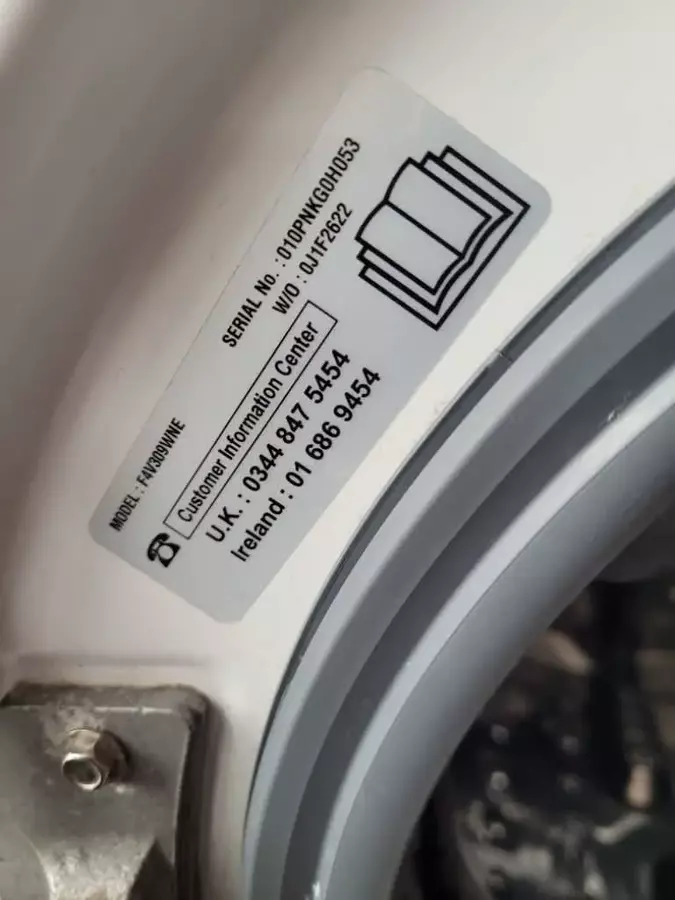 SERIAL No. : 010PNKG0H053
W/O : 0J1F2622
MODEL : F4V309WNE
Customer Information Center
U.K. : 0344 847 5454
Ireland : 01 686 9454